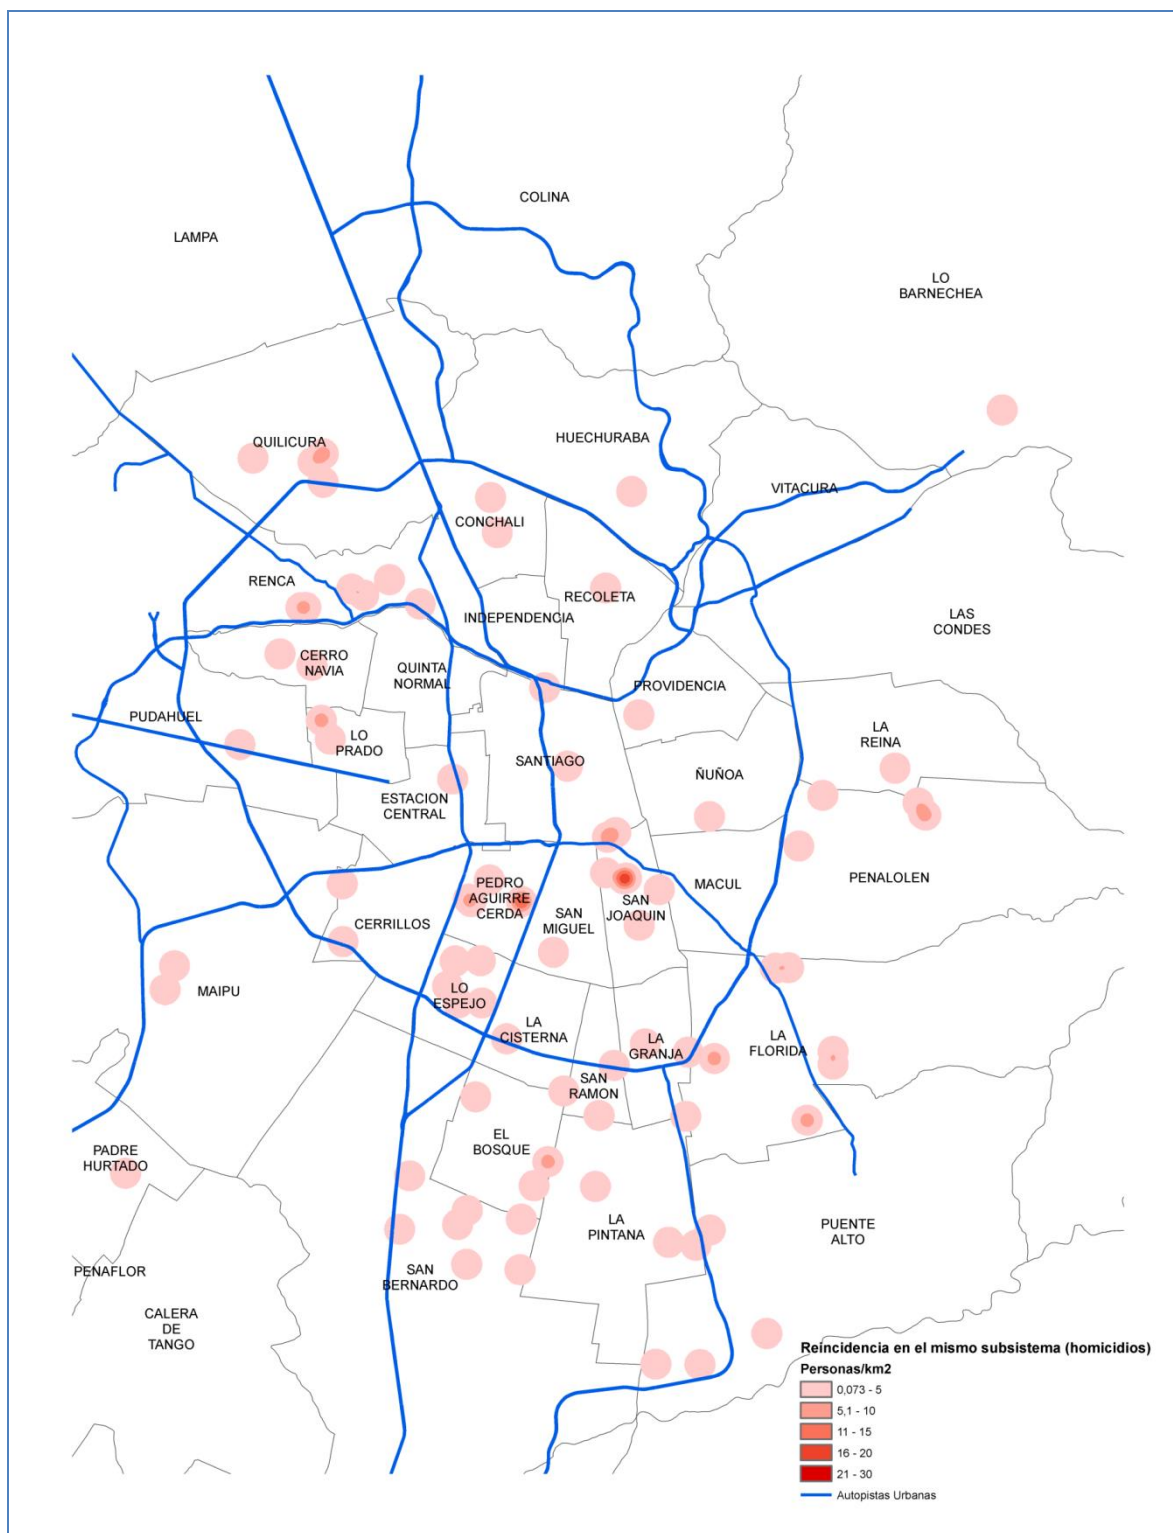 COLINA
LAMPA
LO
BARNECHEA
QUILICURA
HUECHURABA
VITACURA
CONCHALI
RENCA
RECOLETA
INDEPENDENCIA
LAS
CONDES
CERRO
NAVIA
QUINTA
NORMAL
PROVIDENCIA
PUDAHUEL
LO
PRADO
LA
REINA
SANTIAGO
ÑUÑOA
ESTACION
CENTRAL
PEDRO
AGUIRRE
CERDA
MACUL
PENALOLEN
SAN
JOAQUIN
SAN
MIGUEL
CERRILLOS
MAIPU
LO
ESPEJO
LA
CISTERNA
LA
GRANJA
LA
FLORIDA
SAN
RAMON
EL
BOSQUE
PADRE
HURTADO
LA
PINTANA
PUENTE
ALTO
PENAFLOR
SAN
BERNARDO
CALERA
DE
TANGO
Reincidencia en el mismo subsistema (homicidios)
Personas/km2
0,073 - 5
5,1 - 10
11 - 15
16 - 20
21 - 30
Autopistas Urbanas